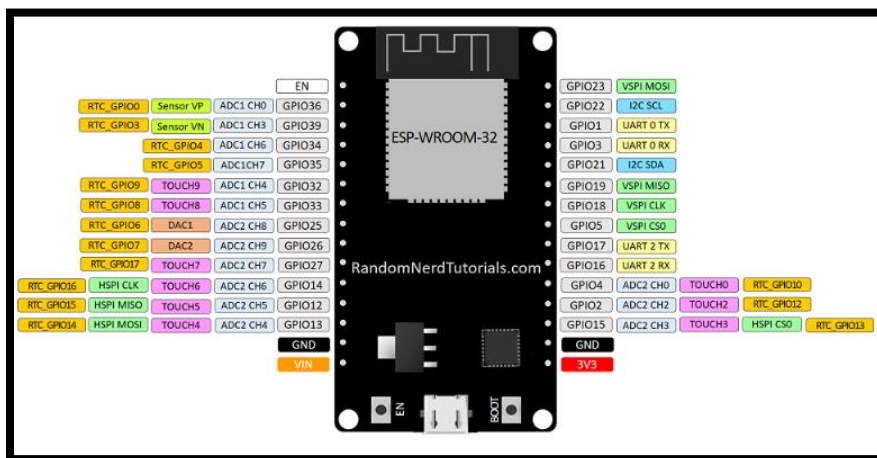 EN
RTC_GPIO0 Sensor VP ADC1 CH0 GPIO36
RTC_GPIO3 Sensor VN ADC1 CH3 GPIO39
RTC_GPIO4 ADC1 CH6 GPIO34
RTC_GPIO5 ADC1CH7 GPIO35
RTC_GPIO9 TOUCH9 ADC1 CH4 GPIO32
RTC_GPIO8 TOUCH8 ADC1 CH5 GPIO33
RTC_GPIO6 DAC1 ADC2 CH8 GPIO25
RTC_GPIO7 DAC2 ADC2 CH9 GPIO26
RTC_GPIO17 TOUCH7 ADC2 CH7 GPIO27
RTC_GPIO16 HSPI CLK TOUCH6 ADC2 CH6 GPIO14
RTC_GPIO15 HSPI MISO TOUCH5 ADC2 CH5 GPIO12
RTC_GPIO14 HSPI MOSI TOUCH4 ADC2 CH4 GPIO13
GND
VIN
ESP-WROOM-32
RandomNerdTutorials.com
EN
BOOT
GPIO23 VSPI MOSI
GPIO22 I2C SCL
GPIO1 UART 0 TX
GPIO3 UART 0 RX
GPIO21 I2C SDA
GPIO19 VSPI MISO
GPIO18 VSPI CLK
GPIO5 VSPI CS0
GPIO17 UART 2 TX
GPIO16 UART 2 RX
GPIO4 ADC2 CH0 TOUCH0 RTC_GPIO10
GPIO2 ADC2 CH2 TOUCH2 RTC_GPIO12
GPIO15 ADC2 CH3 TOUCH3 HSPI CS0 RTC_GPIO13
GND
3V3